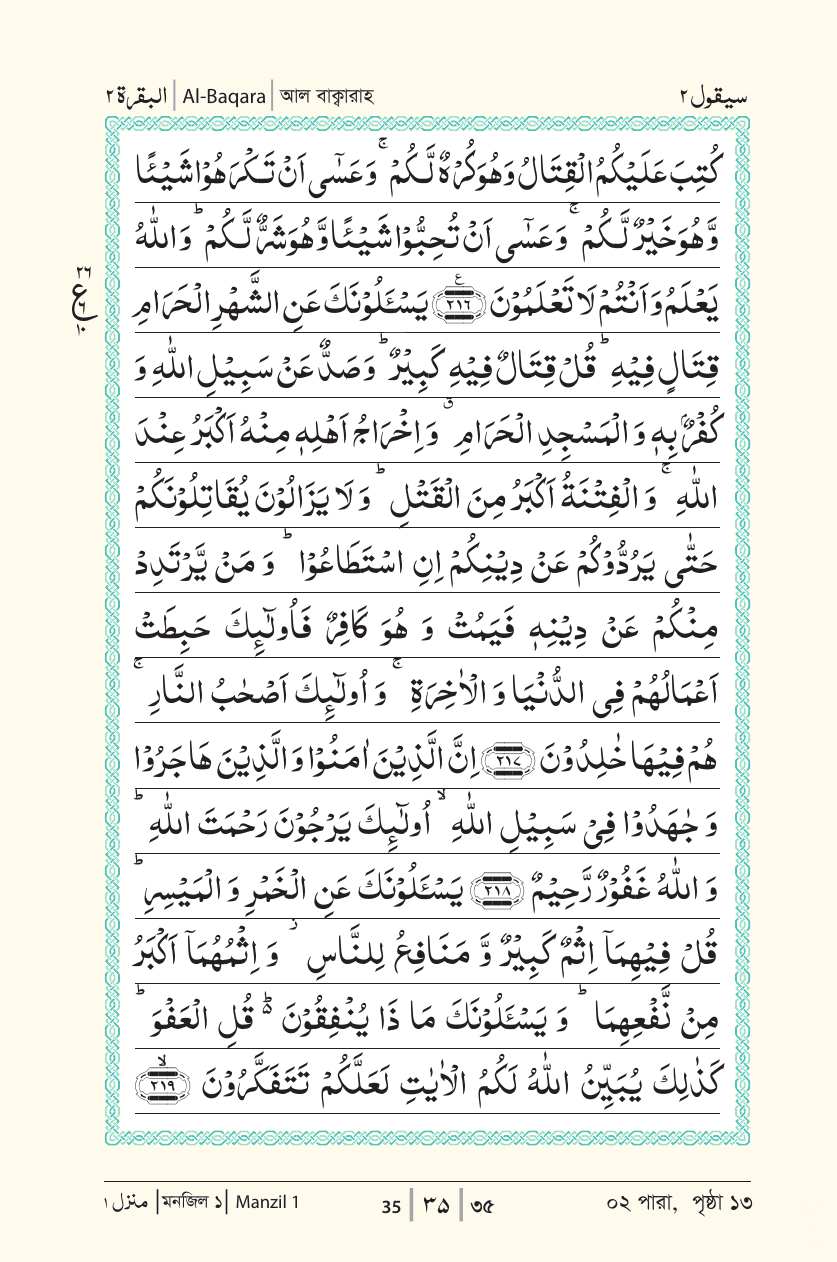 البقرة ٢ | Al-Baqara | আল বাক্বারাহ سيقول ٢
كُتِبَ عَلَيْكُمُ الْقِتَالُ وَهُوَ كُرْهٌ لَّكُمْ ۚ وَعَسٰٓى اَنْ تَكْرَهُوْا شَيْـًٔا
وَّهُوَ خَيْرٌ لَّكُمْ ۚ وَعَسٰٓى اَنْ تُحِبُّوْا شَيْـًٔا وَّهُوَ شَرٌّ لَّكُمْ ؕ وَاللّٰهُ
يَعْلَمُ وَاَنْتُمْ لَا تَعْلَمُوْنَ ﴿٢١٦﴾ يَسْـَٔلُوْنَكَ عَنِ الشَّهْرِ الْحَرَامِ
٢٦
ع
٦
١٠
قِتَالٍ فِيْهِ ؕ قُلْ قِتَالٌ فِيْهِ كَبِيْرٌ ؕ وَصَدٌّ عَنْ سَبِيْلِ اللّٰهِ وَ
كُفْرٌۢ بِهٖ وَ الْمَسْجِدِ الْحَرَامِ ۗ وَ اِخْرَاجُ اَهْلِهٖ مِنْهُ اَكْبَرُ عِنْدَ
اللّٰهِ ۚ وَ الْفِتْنَةُ اَكْبَرُ مِنَ الْقَتْلِ ؕ وَ لَا يَزَالُوْنَ يُقَاتِلُوْنَكُمْ
حَتّٰى يَرُدُّوْكُمْ عَنْ دِيْنِكُمْ اِنِ اسْتَطَاعُوْا ؕ وَ مَنْ يَّرْتَدِدْ
مِنْكُمْ عَنْ دِيْنِهٖ فَيَمُتْ وَ هُوَ كَافِرٌ فَاُولٰٓئِكَ حَبِطَتْ
اَعْمَالُهُمْ فِى الدُّنْيَا وَ الْاٰخِرَةِ ۚ وَ اُولٰٓئِكَ اَصْحٰبُ النَّارِ ۚ
هُمْ فِيْهَا خٰلِدُوْنَ ﴿٢١٧﴾ اِنَّ الَّذِيْنَ اٰمَنُوْا وَ الَّذِيْنَ هَاجَرُوْا
وَ جٰهَدُوْا فِىْ سَبِيْلِ اللّٰهِ ۙ اُولٰٓئِكَ يَرْجُوْنَ رَحْمَتَ اللّٰهِ ؕ
وَ اللّٰهُ غَفُوْرٌ رَّحِيْمٌ ﴿٢١٨﴾ يَسْـَٔلُوْنَكَ عَنِ الْخَمْرِ وَ الْمَيْسِرِ ؕ
قُلْ فِيْهِمَاۤ اِثْمٌ كَبِيْرٌ وَّ مَنَافِعُ لِلنَّاسِ ؗ وَ اِثْمُهُمَاۤ اَكْبَرُ
مِنْ نَّفْعِهِمَا ؕ وَ يَسْـَٔلُوْنَكَ مَا ذَا يُنْفِقُوْنَ ؕ۬ قُلِ الْعَفْوَ ؕ
كَذٰلِكَ يُبَيِّنُ اللّٰهُ لَكُمُ الْاٰيٰتِ لَعَلَّكُمْ تَتَفَكَّرُوْنَ ﴿٢١٩﴾ۙ
منزل ١ | মনজিল ১ | Manzil 1 35 | ٣۵ | ৩৫ ০২ পারা, পৃষ্ঠা ১৩